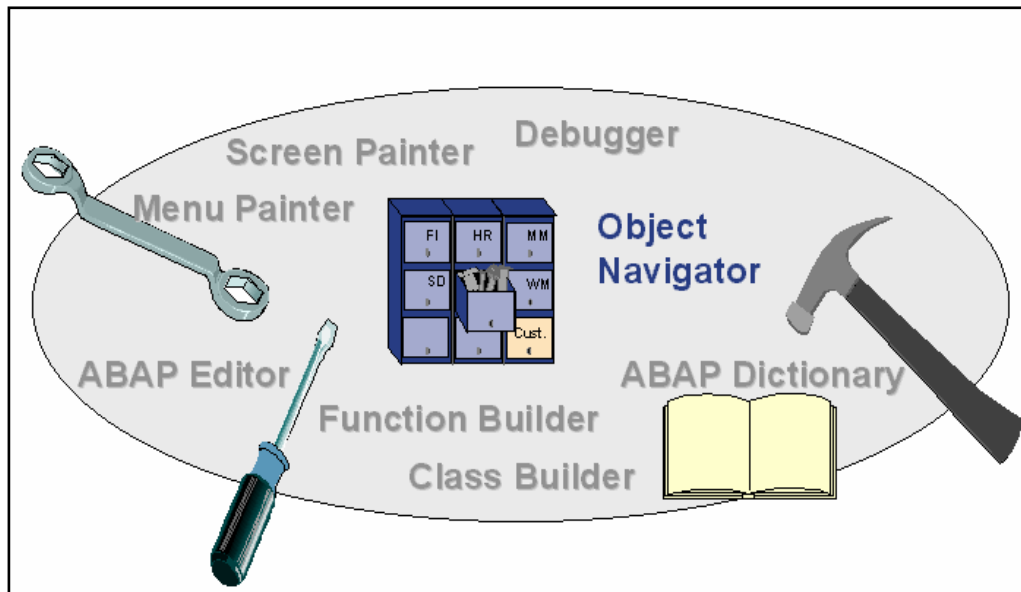 Debugger
Screen Painter
Menu Painter
FI HR MM
SD WM
Cust.
Object
Navigator
ABAP Editor
ABAP Dictionary
Function Builder
Class Builder